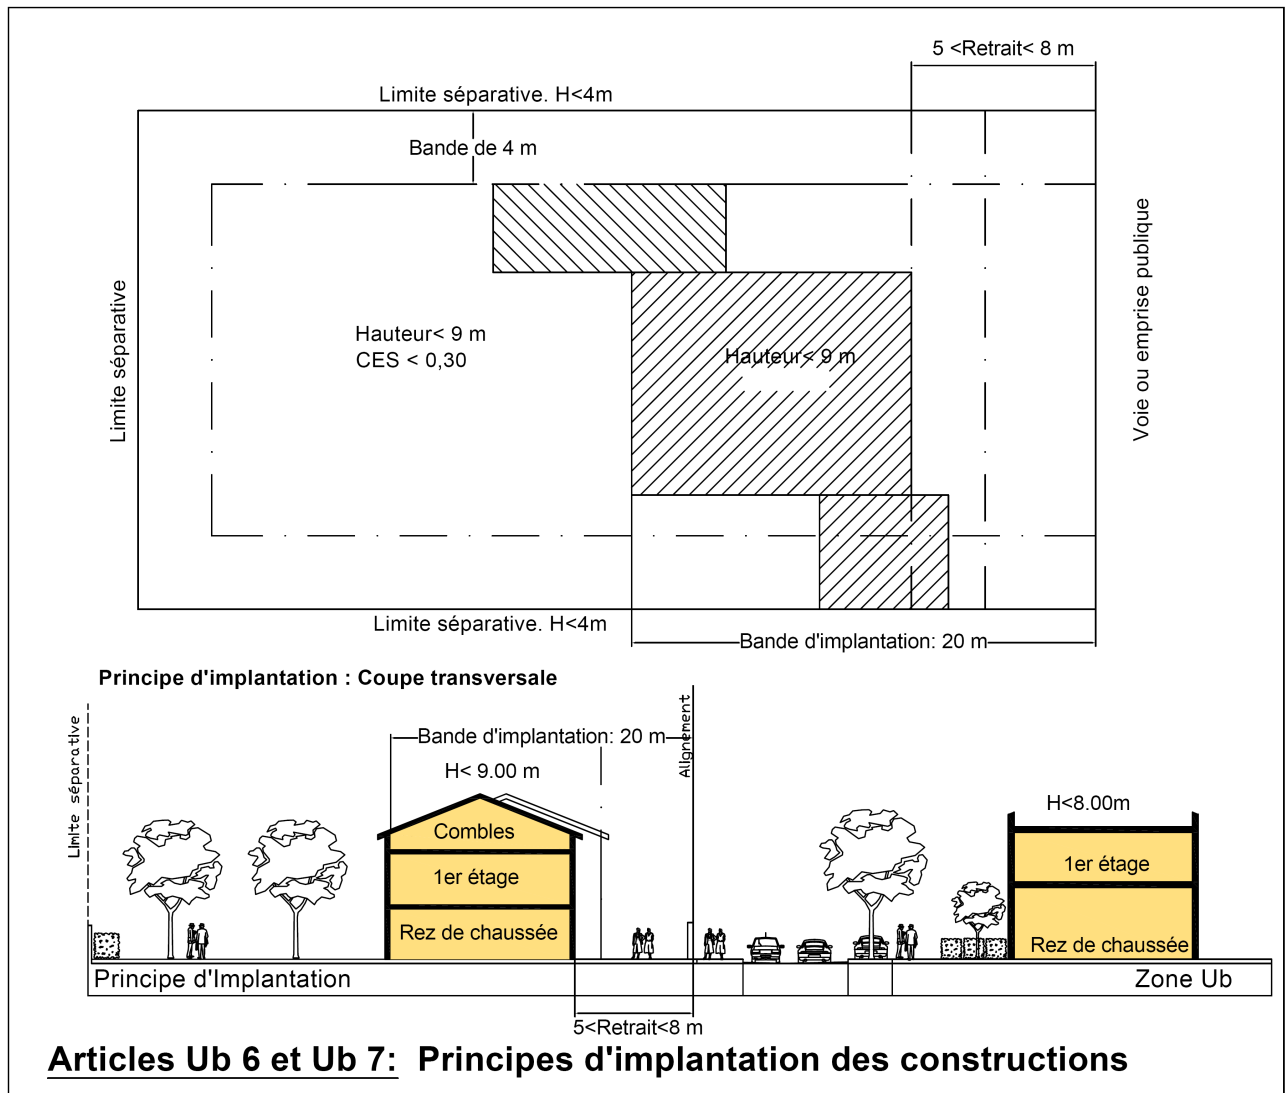 5 <Retrait< 8 m
Limite séparative. H<4m
Bande de 4 m
Limite séparative
Hauteur< 9 m
CES < 0,30
Hauteur< 9 m
Voie ou emprise publique
Limite séparative. H<4m
Bande d'implantation: 20 m
Principe d'implantation : Coupe transversale
Limite séparative
Bande d'implantation: 20 m
Alignement
H< 9.00 m
H<8.00m
Combles
1er étage
Rez de chaussée
1er étage
Rez de chaussée
Principe d'Implantation
Zone Ub
5<Retrait<8 m
Articles Ub 6 et Ub 7: Principes d'implantation des constructions